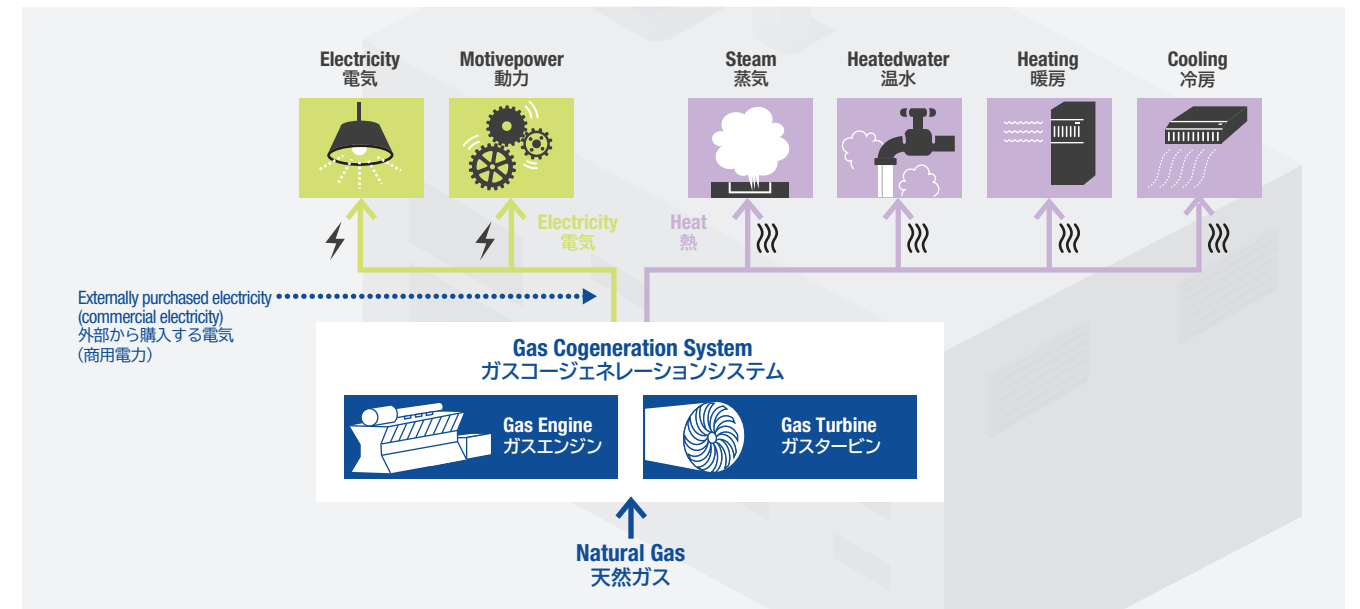 Electricity
電気
Motivepower
動力
Steam
蒸気
Heatedwater
温水
Heating
暖房
Cooling
冷房
Electricity
電気
Heat
熱
Externally purchased electricity
(commercial electricity)
外部から購入する電気
（商用電力）
Gas Cogeneration System
ガスコージェネレーションシステム
Gas Engine
ガスエンジン
Gas Turbine
ガスタービン
Natural Gas
天然ガス